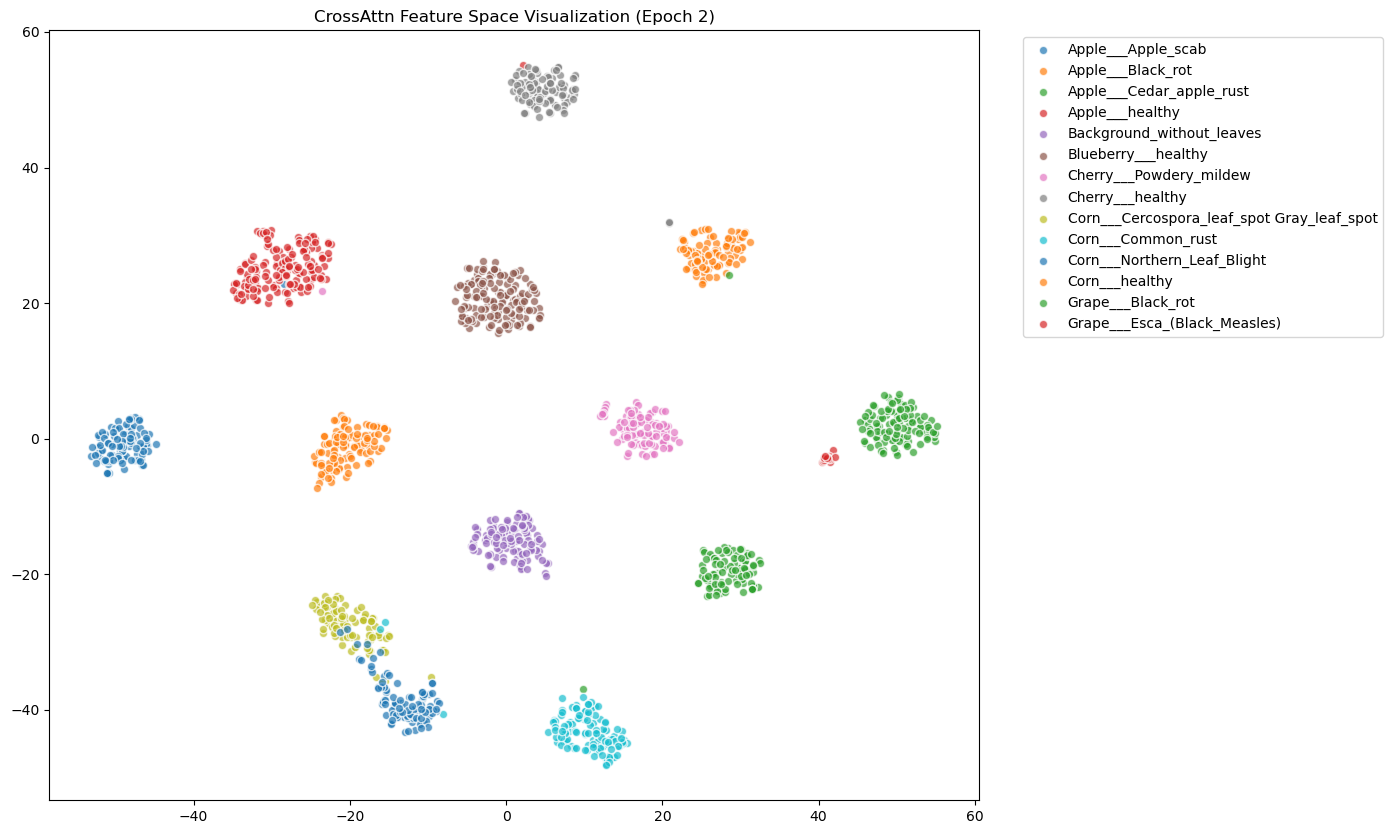 CrossAttn Feature Space Visualization (Epoch 2)
60
40
20
0
−20
−40
−40
−20
0
20
40
60
Apple___Apple_scab
Apple___Black_rot
Apple___Cedar_apple_rust
Apple___healthy
Background_without_leaves
Blueberry___healthy
Cherry___Powdery_mildew
Cherry___healthy
Corn___Cercospora_leaf_spot Gray_leaf_spot
Corn___Common_rust
Corn___Northern_Leaf_Blight
Corn___healthy
Grape___Black_rot
Grape___Esca_(Black_Measles)